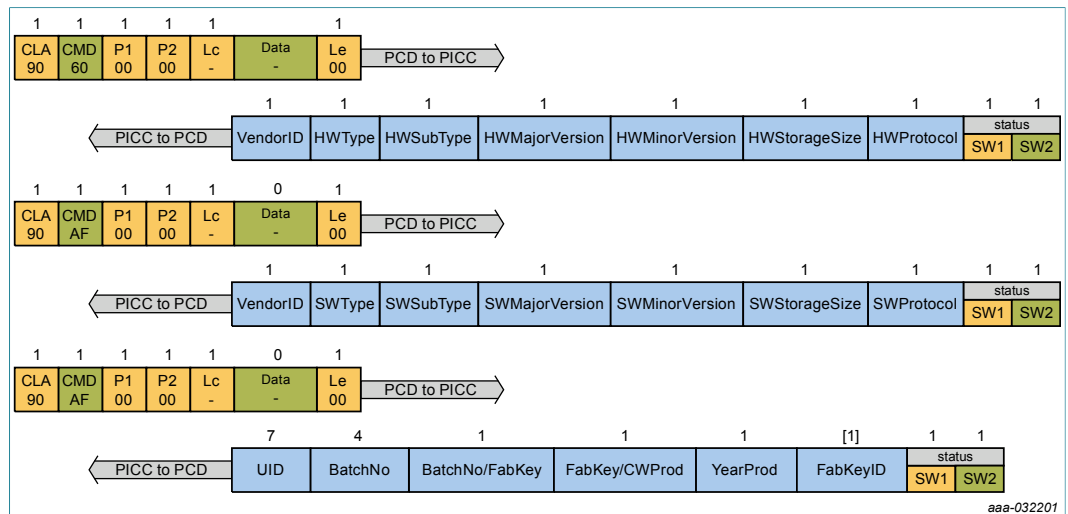 1 1 1 1 1 1
CLA CMD P1 P2 Lc Data Le
90 60 00 00 - - 00
PCD to PICC
1 1 1 1 1 1 1 1 1
PICC to PCD VendorID HWType HWSubType HWMajorVersion HWMinorVersion HWStorageSize HWProtocol status
SW1 SW2
1 1 1 1 1 0 1
CLA CMD P1 P2 Lc Data Le
90 AF 00 00 - - 00
PCD to PICC
1 1 1 1 1 1 1 1 1
PICC to PCD VendorID SWType SWSubType SWMajorVersion SWMinorVersion SWStorageSize SWProtocol status
SW1 SW2
1 1 1 1 1 0 1
CLA CMD P1 P2 Lc Data Le
90 AF 00 00 - - 00
PCD to PICC
7 4 1 1 1 [1] 1 1
PICC to PCD UID BatchNo BatchNo/FabKey FabKey/CWProd YearProd FabKeyID status
SW1 SW2
aaa-032201